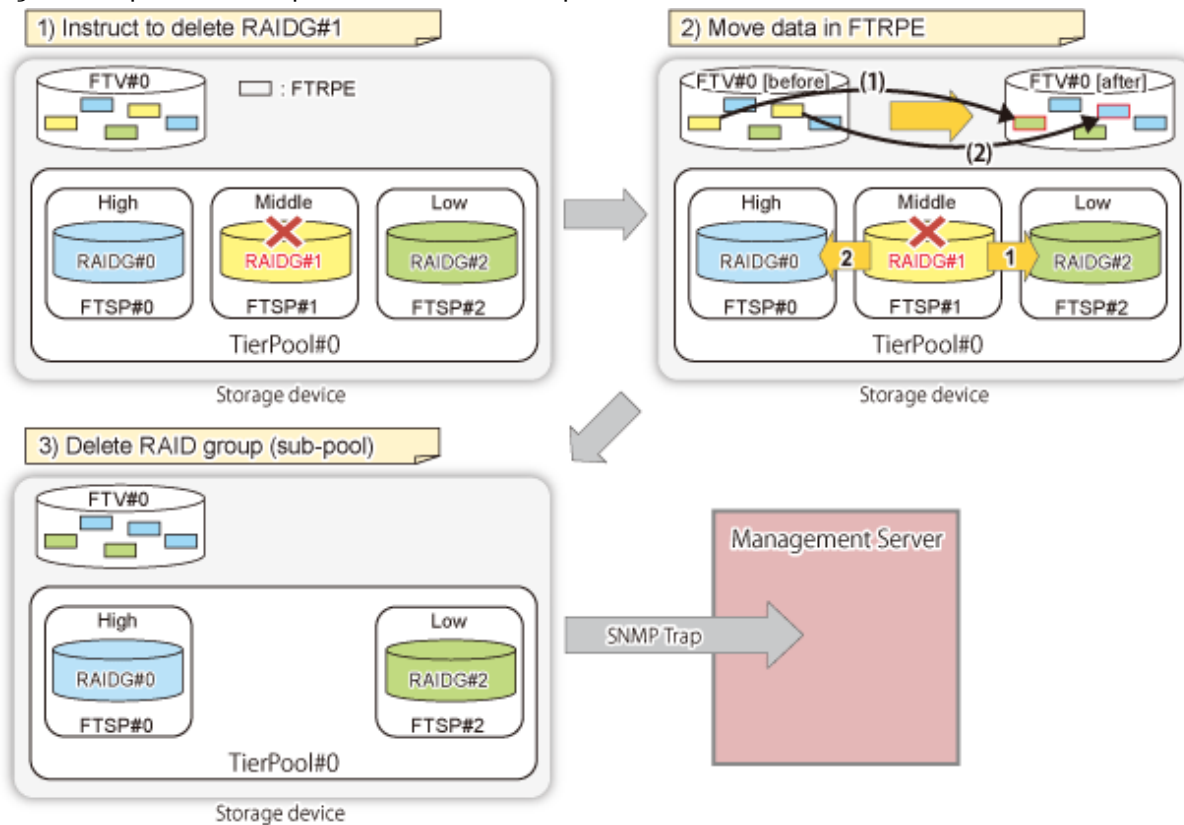 1) Instruct to delete RAIDG#1
FTV#0
: FTRPE
High
Middle
Low
RAIDG#0
RAIDG#1
RAIDG#2
FTSP#0
FTSP#1
FTSP#2
TierPool#0
Storage device
2) Move data in FTRPE
FTV#0 [before]
(1)
FTV#0 [after]
(2)
High
Middle
Low
RAIDG#0
2
RAIDG#1
1
RAIDG#2
FTSP#0
FTSP#1
FTSP#2
TierPool#0
Storage device
3) Delete RAID group (sub-pool)
FTV#0
High
Low
RAIDG#0
RAIDG#2
FTSP#0
FTSP#2
TierPool#0
Storage device
SNMP Trap
Management Server